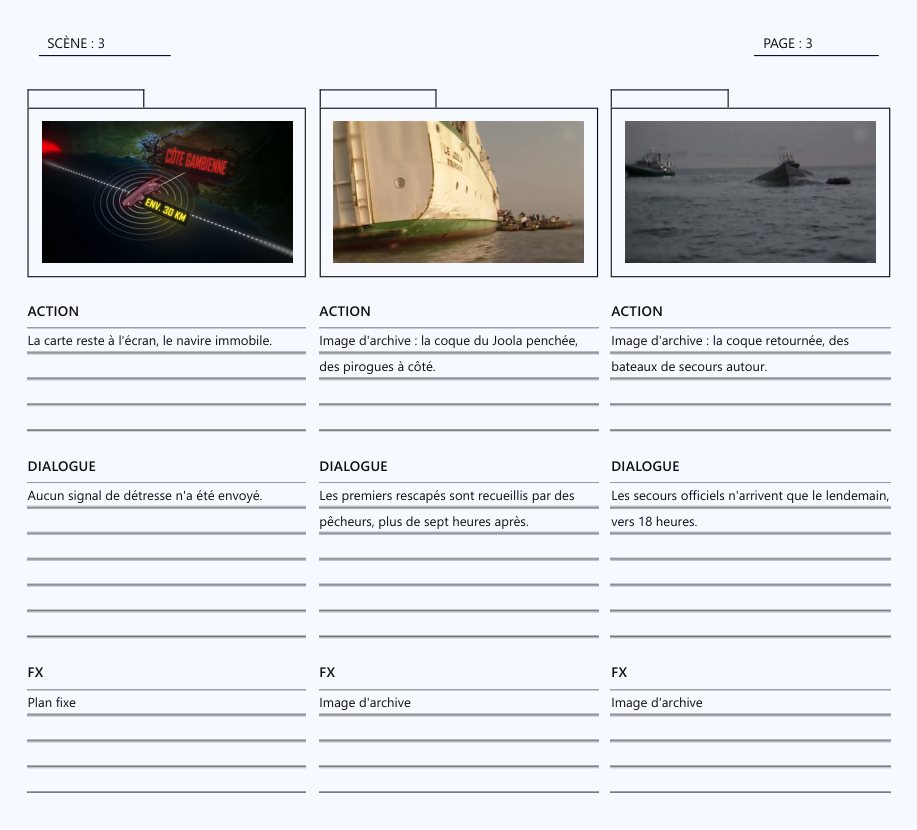 SCÈNE : 3
PAGE : 3
CÔTE GAMBIENNE
ENV. 30 KM
LE JOOLA
ACTION
La carte reste à l'écran, le navire immobile.
DIALOGUE
Aucun signal de détresse n'a été envoyé.
FX
Plan fixe
ACTION
Image d'archive : la coque du Joola penchée,
des pirogues à côté.
DIALOGUE
Les premiers rescapés sont recueillis par des
pêcheurs, plus de sept heures après.
FX
Image d'archive
ACTION
Image d'archive : la coque retournée, des
bateaux de secours autour.
DIALOGUE
Les secours officiels n'arrivent que le lendemain,
vers 18 heures.
FX
Image d'archive